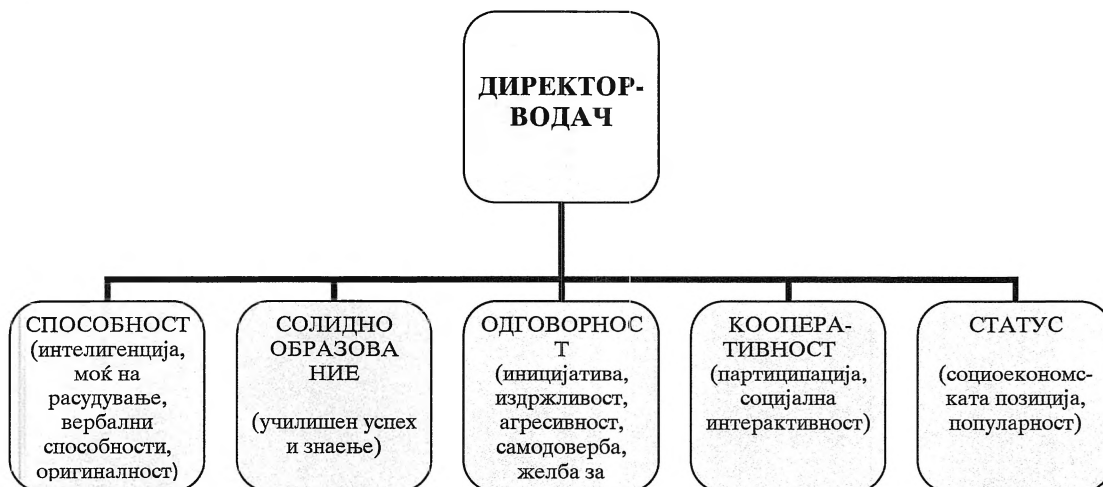 ДИРЕКТОР-
ВОДАЧ
СПОСОБНОСТ
(интелигенција,
моќ на
расудување,
вербални
способности,
оригиналност)
СОЛИДНО
ОБРАЗОВА
НИЕ
(училишен успех
и знаење)
ОДГОВОРНОС
Т
(иницијатива,
издржливост,
агресивност,
самодоверба,
желба за
КООПЕРА-
ТИВНОСТ
(партиципација,
социјална
интерактивност)
СТАТУС
(социоекономс-
ката позиција,
популарност)